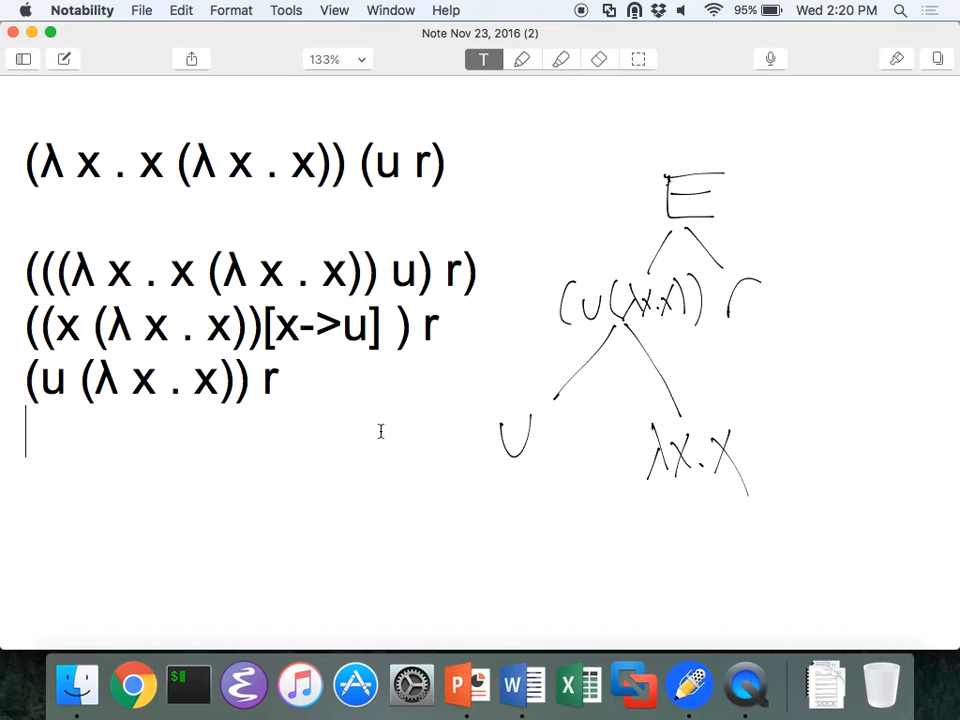 Notability File Edit Format Tools View Window Help 95% Wed 2:20 PM
Note Nov 23, 2016 (2)
133% T
(λ x . x (λ x . x)) (u r)
(((λ x . x (λ x . x)) u) r)
((x (λ x . x))[x->u] ) r
(u (λ x . x)) r
E
(u(λx.x)) r
U λx.x